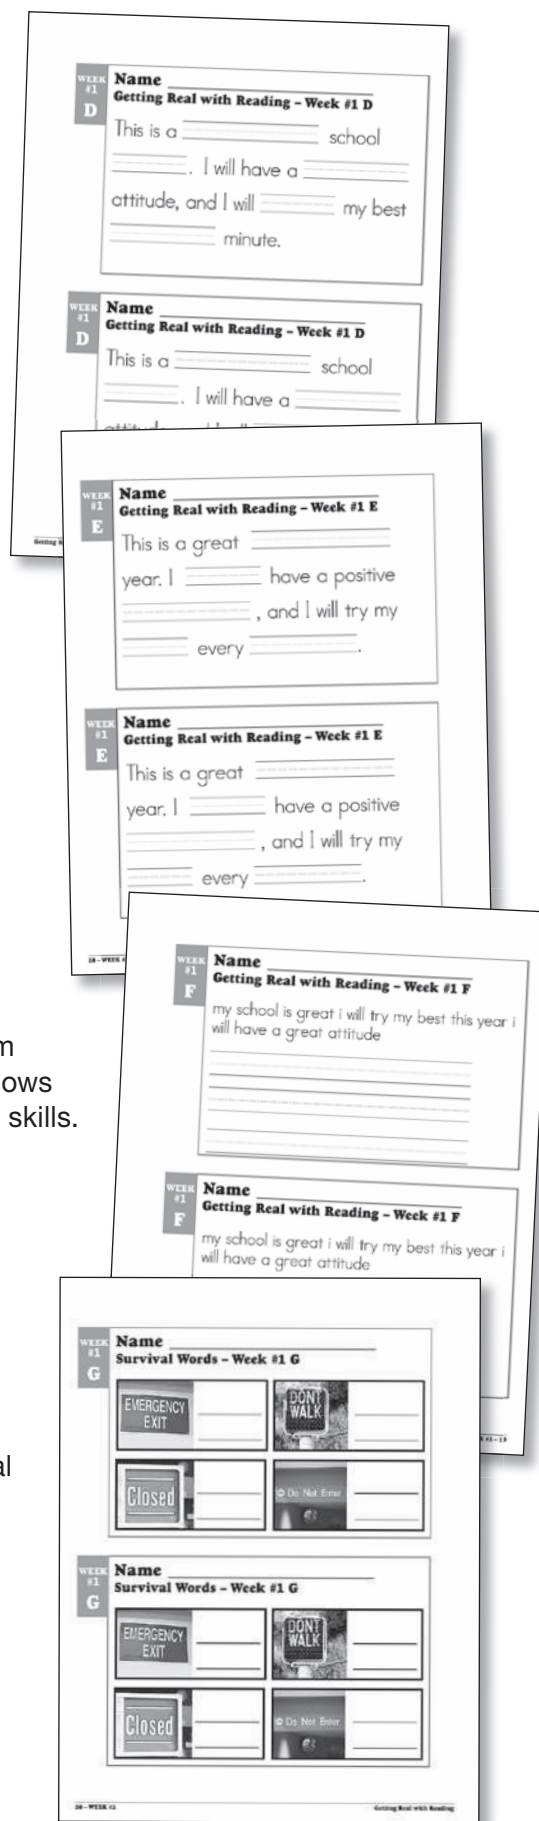 WEEK
#1
D
Name
Getting Real with Reading – Week #1 D
This is a school
. I will have a
attitude, and I will my best
minute.
WEEK
#1
D
Name
Getting Real with Reading – Week #1 D
This is a school
. I will have a
Getting
WEEK
#1
E
Name
Getting Real with Reading – Week #1 E
This is a great
year. I have a positive
, and I will try my
every .
WEEK
#1
E
Name
Getting Real with Reading – Week #1 E
This is a great
year. I have a positive
, and I will try my
every .
18 – WEEK
WEEK
#1
F
Name
Getting Real with Reading – Week #1 F
my school is great i will try my best this year i
will have a great attitude
ows
skills.
WEEK
#1
F
Name
Getting Real with Reading – Week #1 F
my school is great i will try my best this year i
will have a great attitude
#1 – 19
al
WEEK
#1
G
Name
Survival Words – Week #1 G
EMERGENCY
EXIT
DONT
WALK
Closed
Do Not Enter
WEEK
#1
G
Name
Survival Words – Week #1 G
EMERGENCY
EXIT
DONT
WALK
Closed
Do Not Enter
20 – WEEK #1
Getting Real with Reading